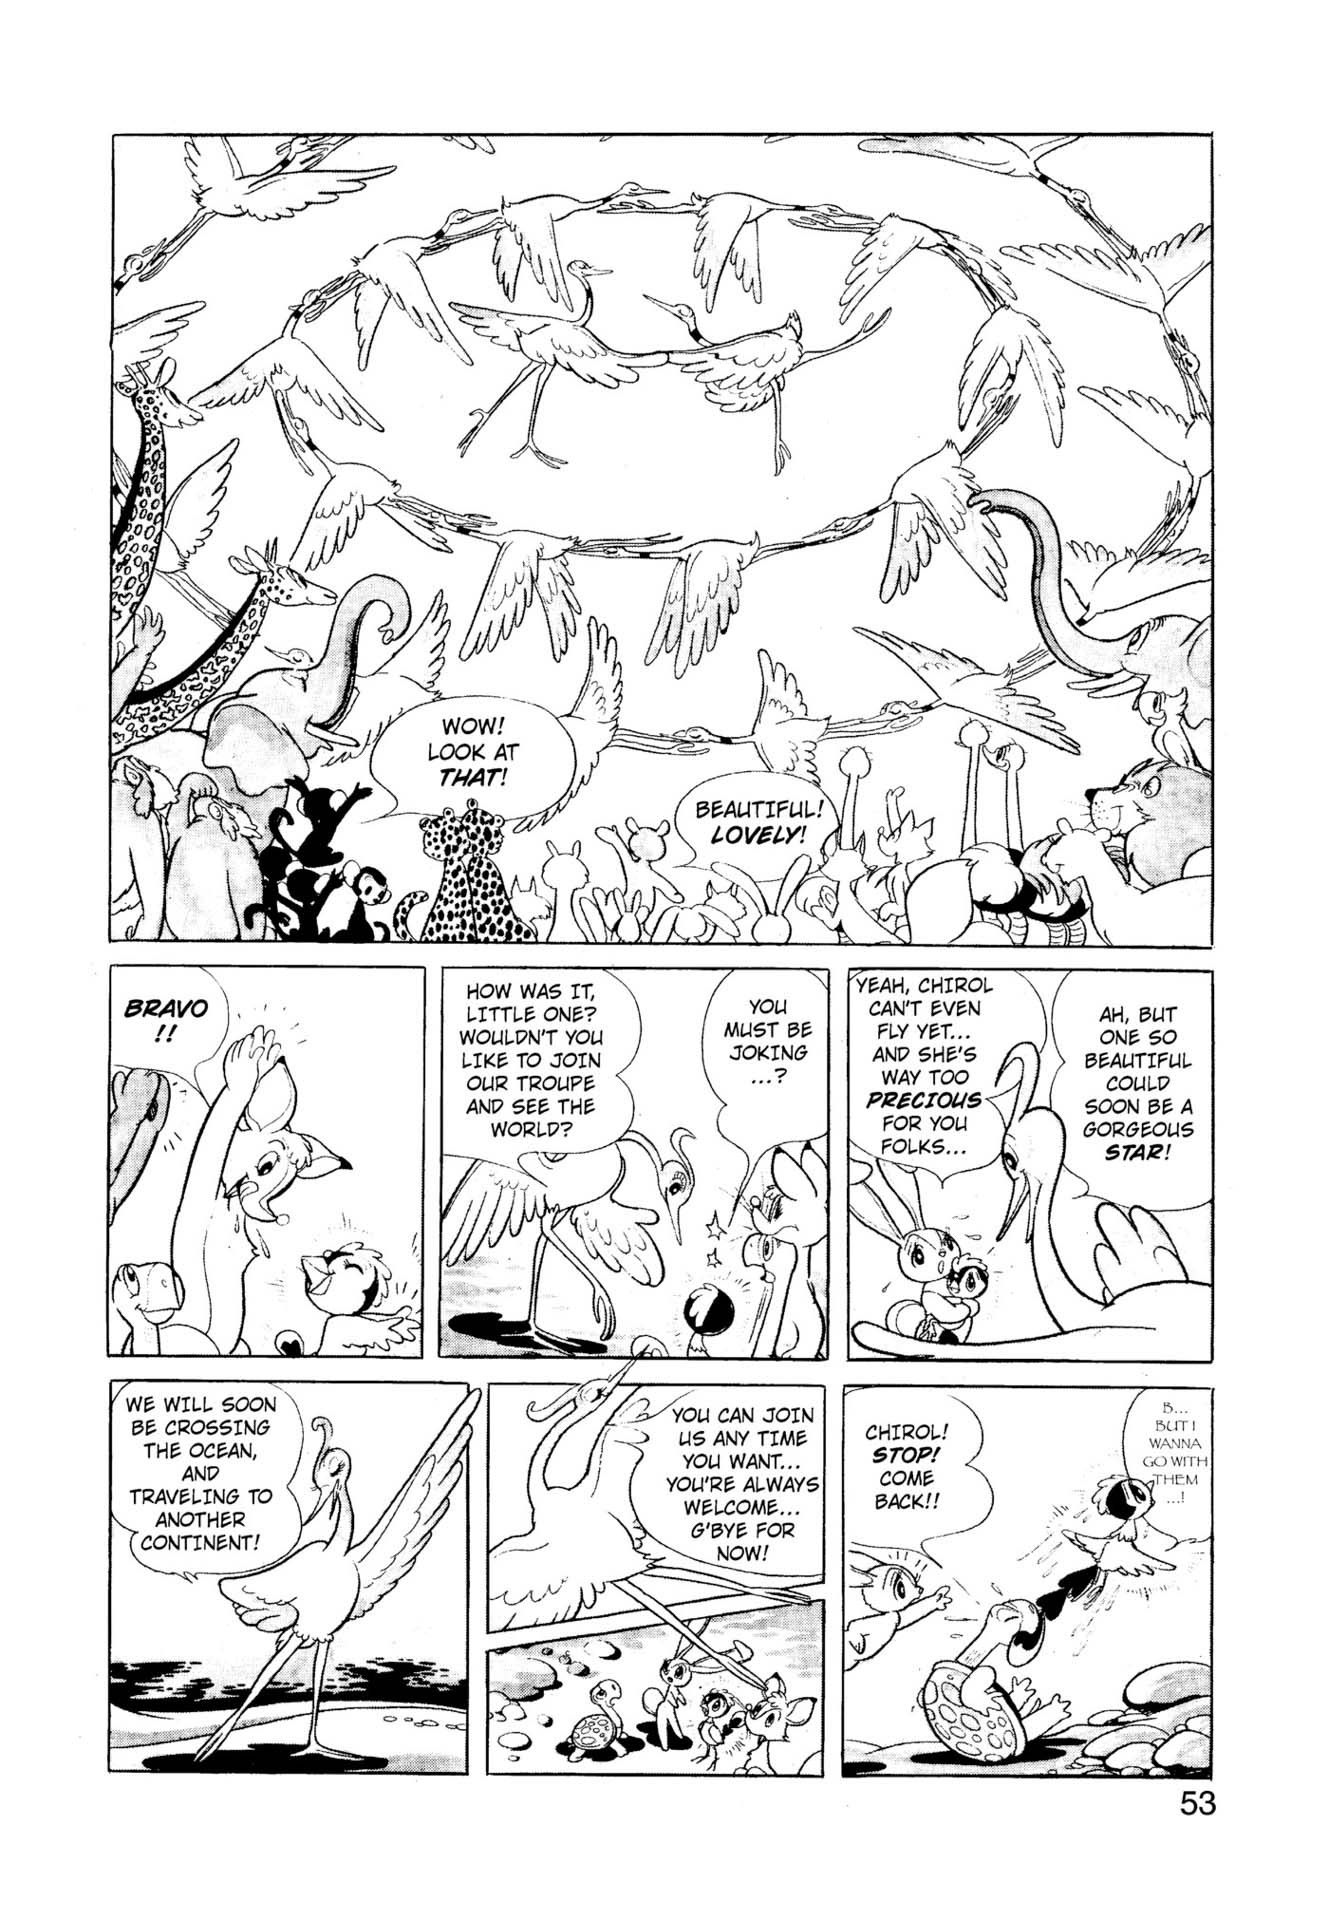 WOW!
LOOK AT
THAT!
BEAUTIFUL!
LOVELY!
BRAVO
!!
HOW WAS IT,
LITTLE ONE?
WOULDN'T YOU
LIKE TO JOIN
OUR TROUPE
AND SEE THE
WORLD?
YOU
MUST BE
JOKING
...?
YEAH, CHIROL
CAN'T EVEN
FLY YET...
AND SHE'S
WAY TOO
PRECIOUS
FOR YOU
FOLKS...
AH, BUT
ONE SO
BEAUTIFUL
COULD
SOON BE A
GORGEOUS
STAR!
WE WILL SOON
BE CROSSING
THE OCEAN,
AND
TRAVELING TO
ANOTHER
CONTINENT!
YOU CAN JOIN
US ANY TIME
YOU WANT...
YOU'RE ALWAYS
WELCOME...
G'BYE FOR
NOW!
CHIROL!
STOP!
COME
BACK!!
B...
BUT I
WANNA
GO WITH
THEM
...!
53